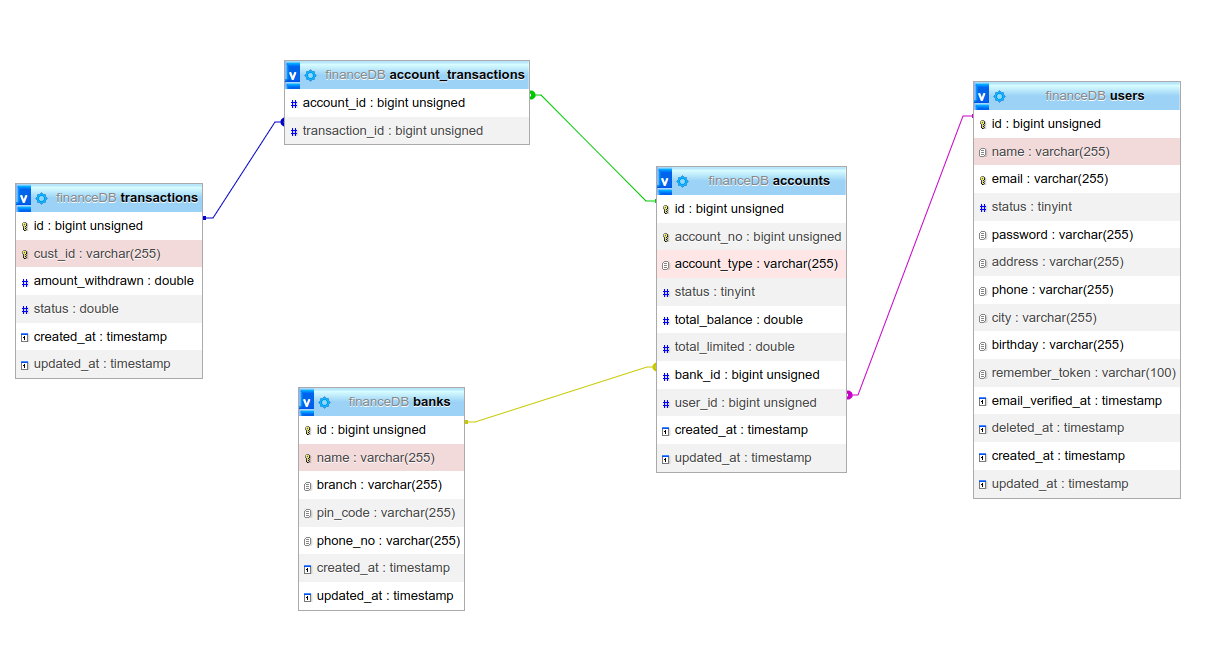 v financeDB account_transactions
account_id : bigint unsigned
transaction_id : bigint unsigned
v financeDB users
id : bigint unsigned
name : varchar(255)
email : varchar(255)
status : tinyint
password : varchar(255)
address : varchar(255)
phone : varchar(255)
city : varchar(255)
birthday : varchar(255)
remember_token : varchar(100)
email_verified_at : timestamp
deleted_at : timestamp
created_at : timestamp
updated_at : timestamp
v financeDB accounts
id : bigint unsigned
account_no : bigint unsigned
account_type : varchar(255)
status : tinyint
total_balance : double
total_limited : double
bank_id : bigint unsigned
user_id : bigint unsigned
created_at : timestamp
updated_at : timestamp
v financeDB transactions
id : bigint unsigned
cust_id : varchar(255)
amount_withdrawn : double
status : double
created_at : timestamp
updated_at : timestamp
v financeDB banks
id : bigint unsigned
name : varchar(255)
branch : varchar(255)
pin_code : varchar(255)
phone_no : varchar(255)
created_at : timestamp
updated_at : timestamp